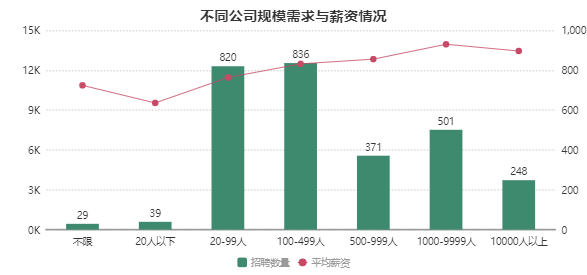 不同公司规模需求与薪资情况
15K 1,000
836
820
12K 800
9K 600
501
6K 371 400
248
3K 200
29 39
0K 0
不限 20人以下 20-99人 100-499人 500-999人 1000-9999人 10000人以上
招聘数量 平均薪资